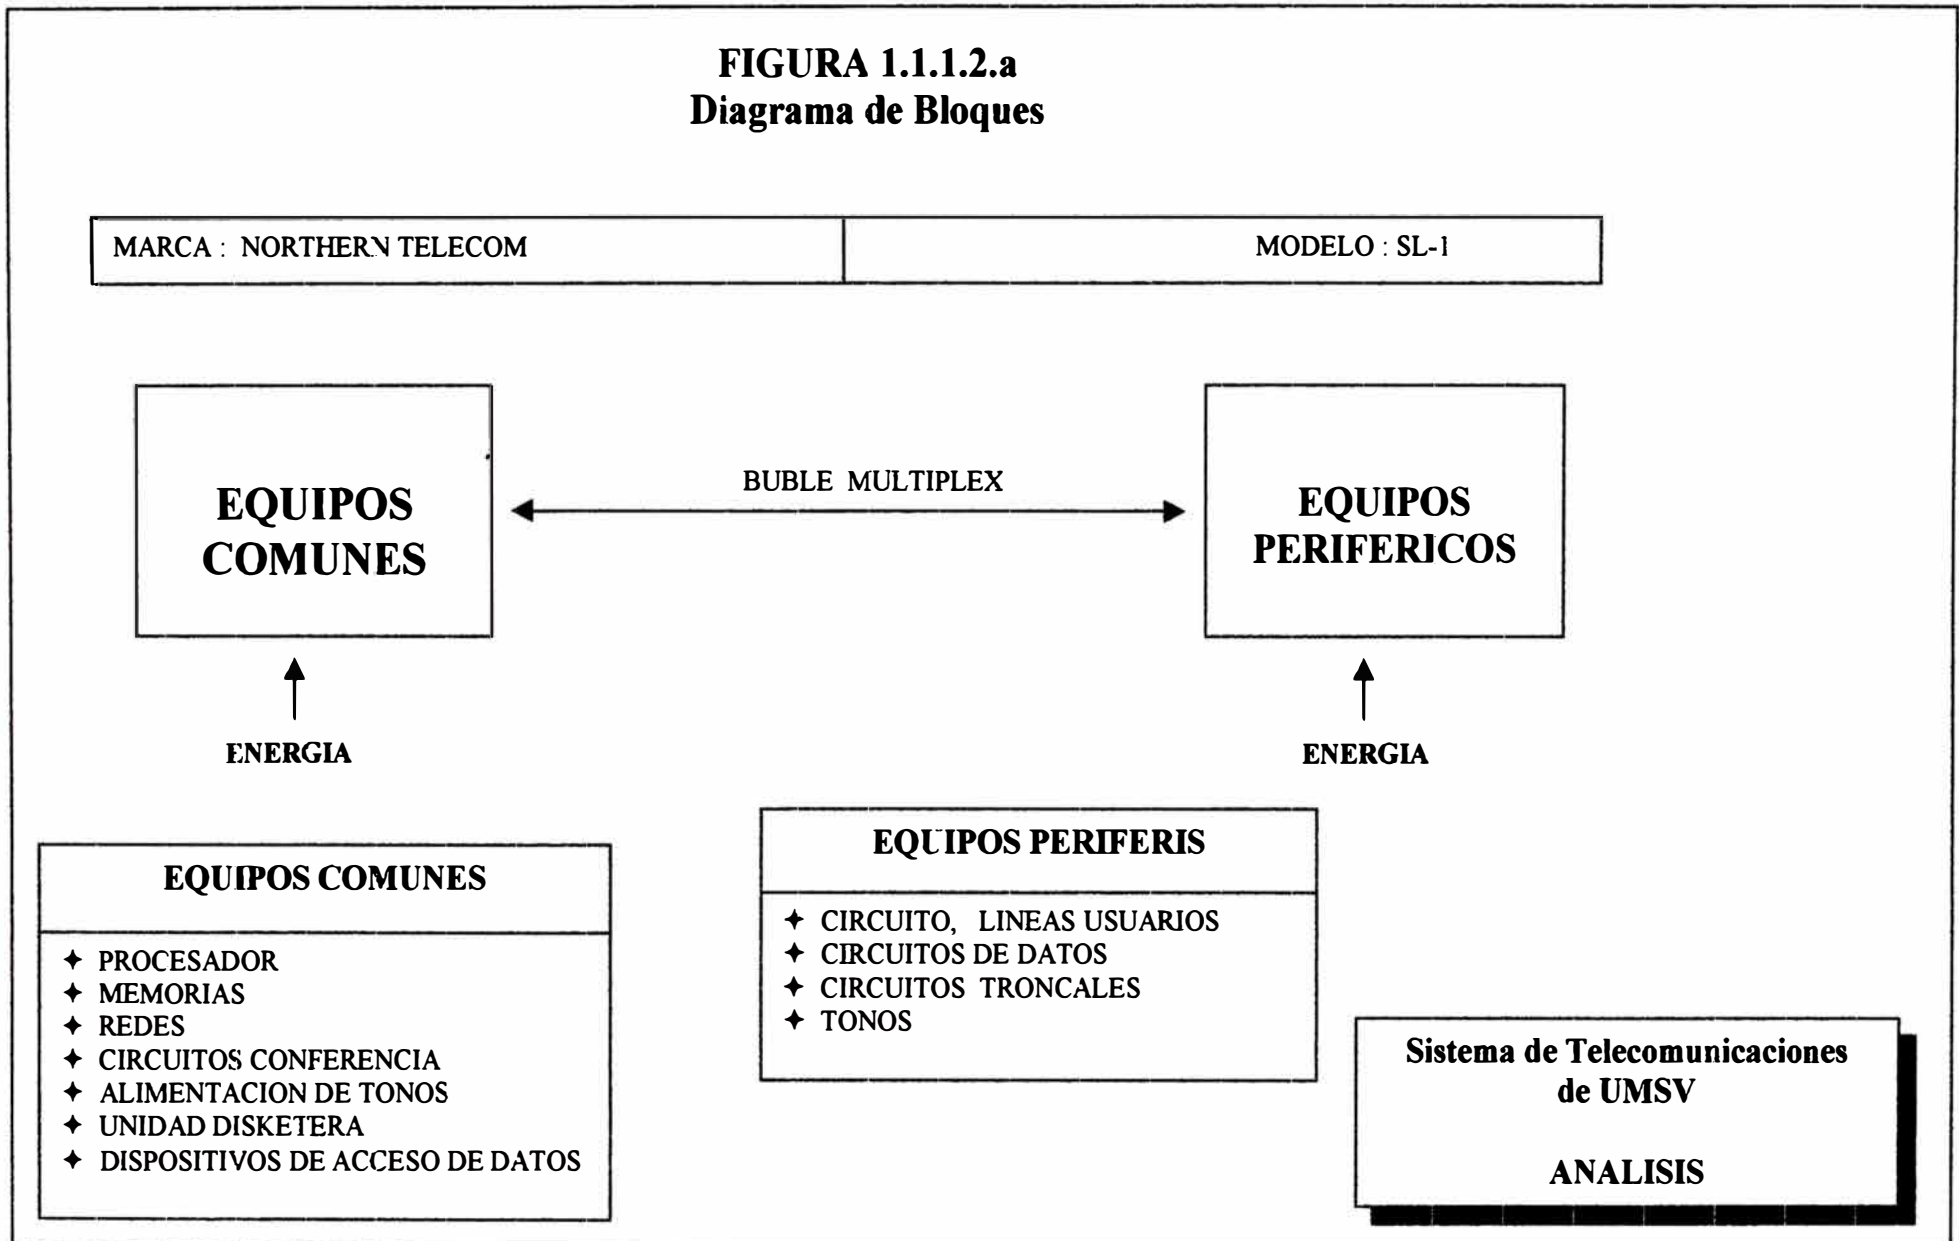 FIGURA 1.1.1.2.a
Diagrama de Bloques
MARCA : NORTHERN TELECOM
MODELO : SL-1
EQUIPOS
COMUNES
BUBLE MULTIPLEX
EQUIPOS
PERIFERICOS
ENERGIA
ENERGIA
EQUIPOS COMUNES
✦ PROCESADOR
✦ MEMORIAS
✦ REDES
✦ CIRCUITOS CONFERENCIA
✦ ALIMENTACION DE TONOS
✦ UNIDAD DISKETERA
✦ DISPOSITIVOS DE ACCESO DE DATOS
EQUIPOS PERIFERIS
✦ CIRCUITO, LINEAS USUARIOS
✦ CIRCUITOS DE DATOS
✦ CIRCUITOS TRONCALES
✦ TONOS
Sistema de Telecomunicaciones
de UMSV
ANALISIS